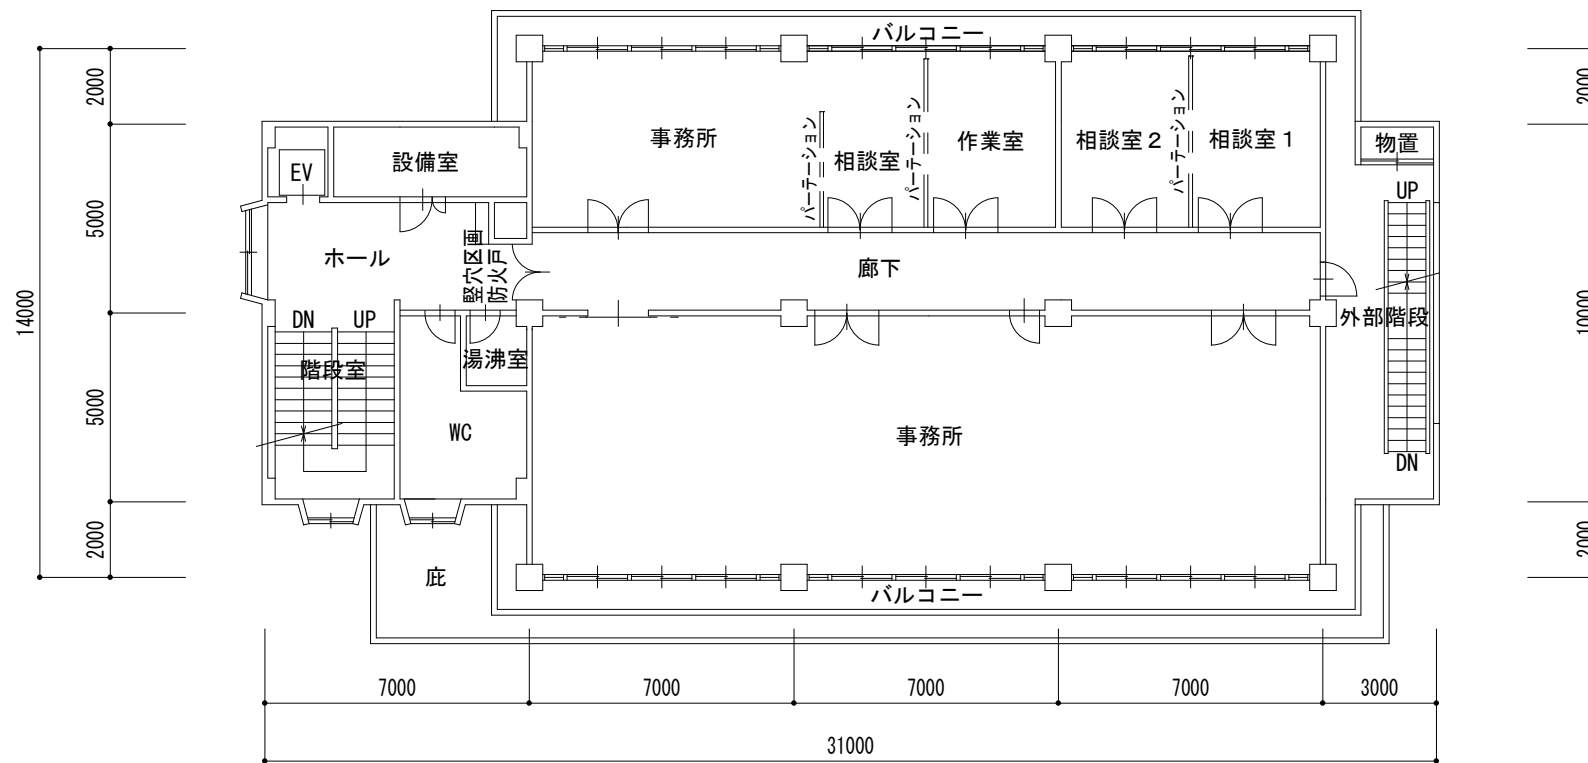 バルコニー
2000
2000
事務所
パーテーション
相談室
パーテーション
作業室
相談室2
パーテーション
相談室1
物置
EV
設備室
UP
5000
ホール
竪穴区画
防火戸
廊下
14000
10000
DN
UP
外部階段
階段室
湯沸室
5000
WC
事務所
DN
2000
2000
庇
バルコニー
7000
7000
7000
7000
3000
31000